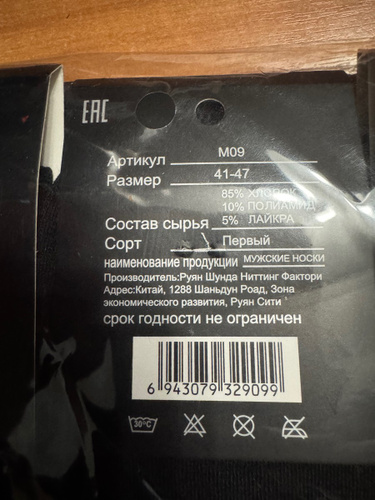 EAC
Артикул M09
Размер 41-47
85% ХЛОПОК
10% ПОЛИАМИД
Состав сырья 5% ЛАЙКРА
Сорт Первый
наименование продукции МУЖСКИЕ НОСКИ
Производитель:Руян Шунда Ниттинг Фактори
Адрес:Китай, 1288 Шаньдун Роад, Зона
экономического развития, Руян Сити
срок годности не ограничен
6 943079 329099
30°C